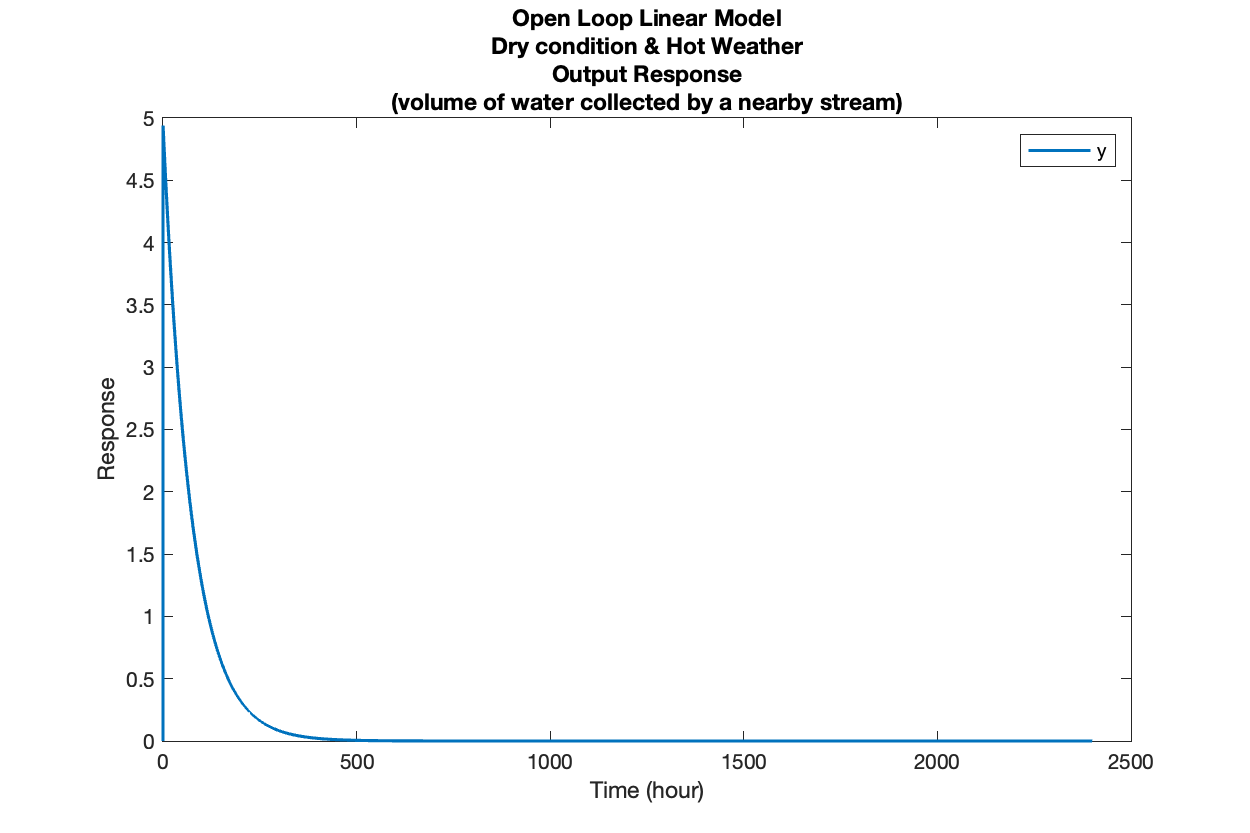 Open Loop Linear Model
Dry condition & Hot Weather
Output Response
(volume of water collected by a nearby stream)
y
5
4.5
4
3.5
3
2.5
2
1.5
1
0.5
0
Response
0 500 1000 1500 2000 2500
Time (hour)